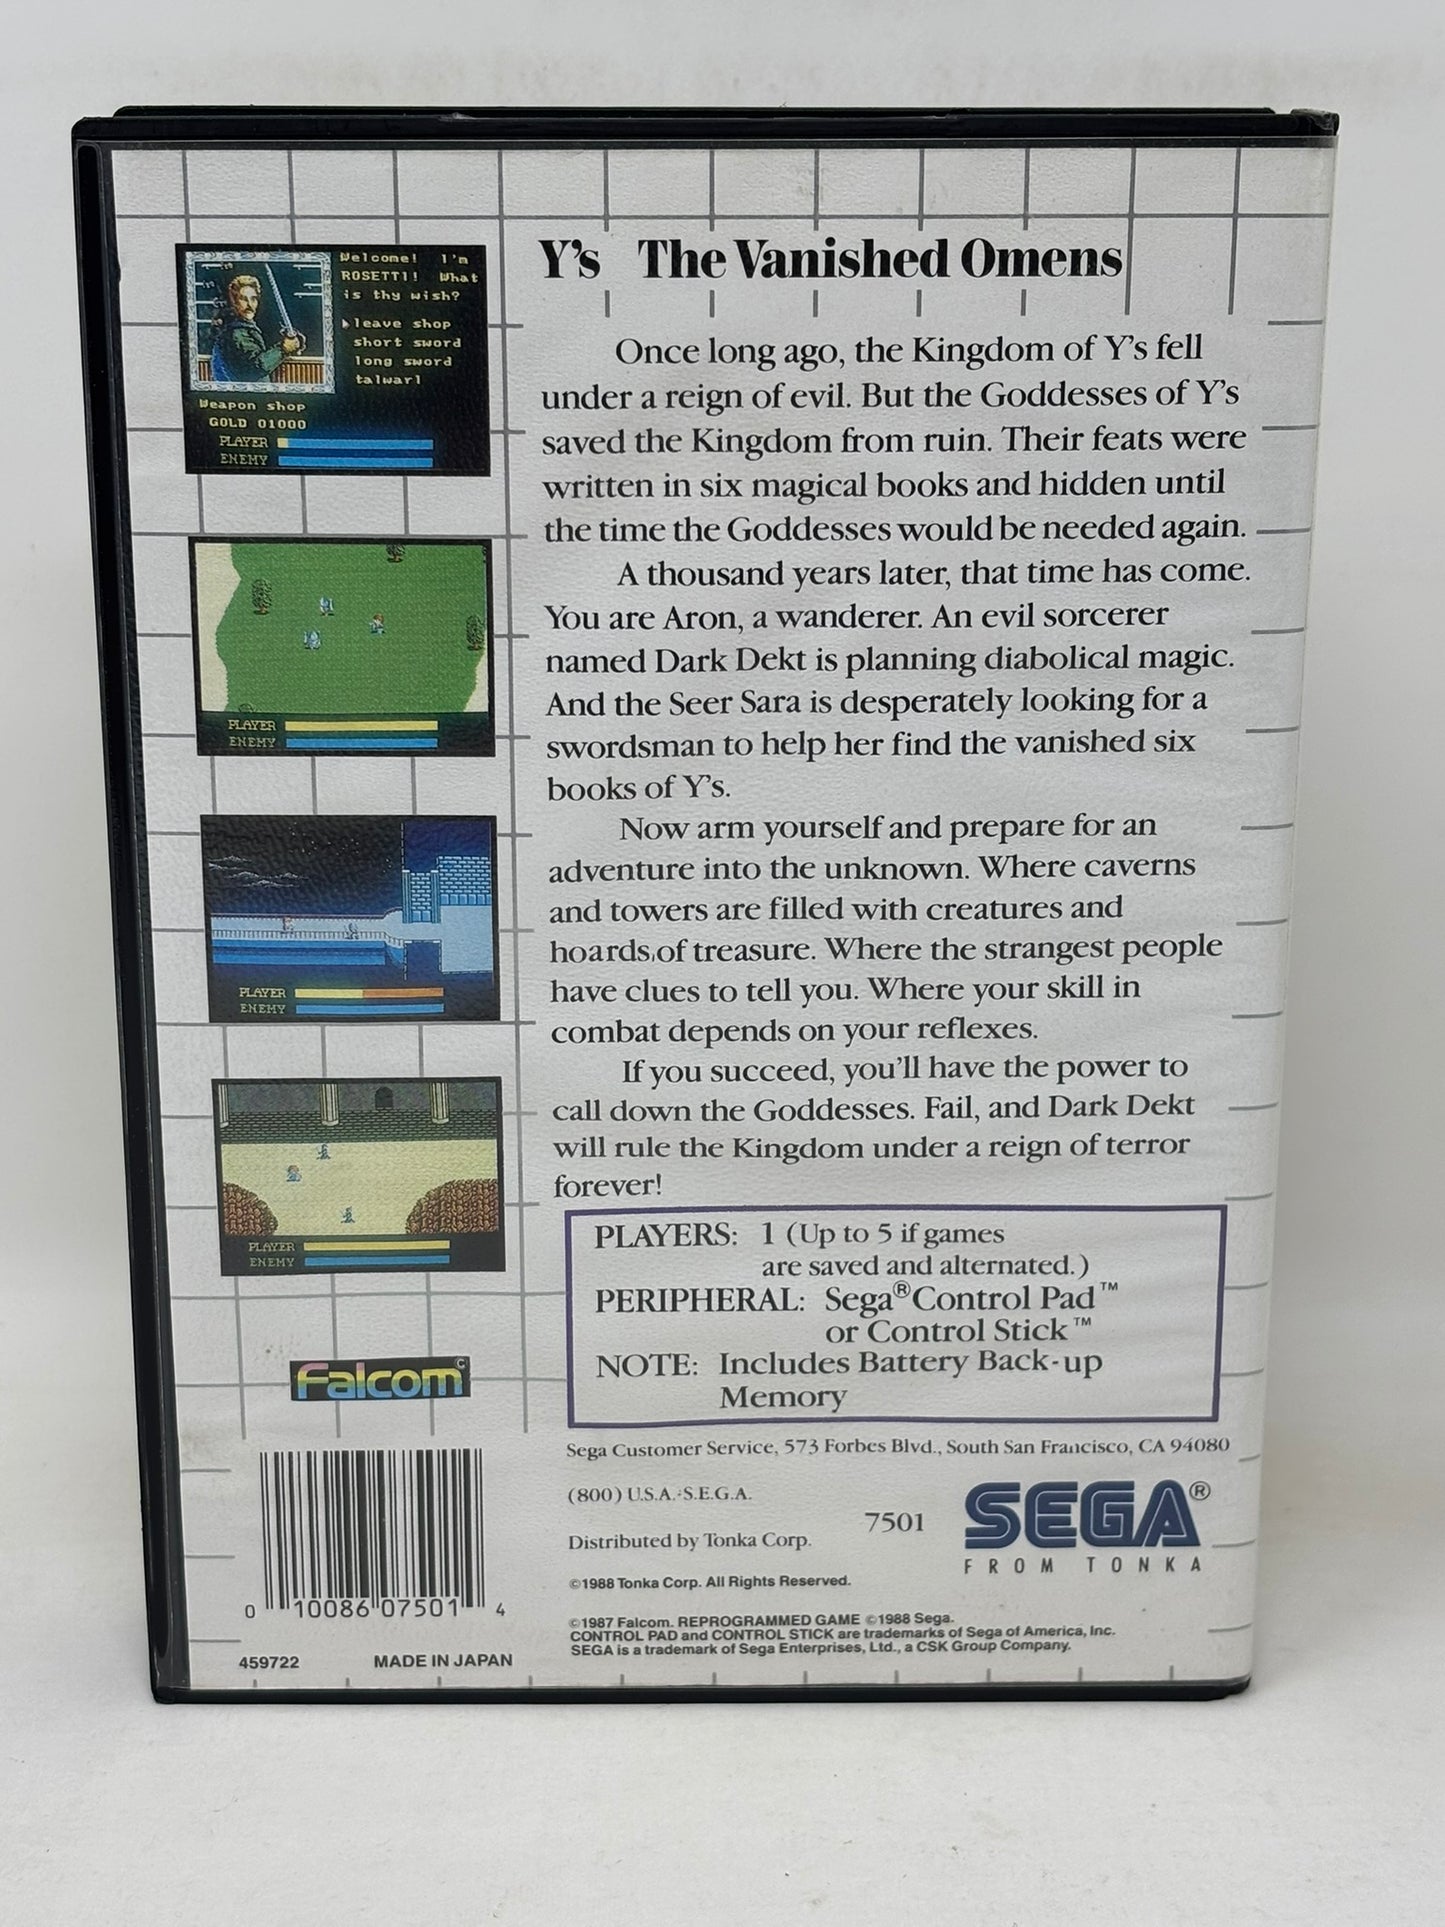 Welcome! I'm
ROSETTI! What
is thy wish?
leave shop
short sword
long sword
talwarl
Weapon shop
GOLD 01000
PLAYER
ENEMY
PLAYER
ENEMY
PLAYER
ENEMY
PLAYER
ENEMY
Falcom ©
0 10086 07501 4
459722 MADE IN JAPAN
Y's The Vanished Omens
Once long ago, the Kingdom of Y's fell
under a reign of evil. But the Goddesses of Y's
saved the Kingdom from ruin. Their feats were
written in six magical books and hidden until
the time the Goddesses would be needed again.
A thousand years later, that time has come.
You are Aron, a wanderer. An evil sorcerer
named Dark Dekt is planning diabolical magic.
And the Seer Sara is desperately looking for a
swordsman to help her find the vanished six
books of Y's.
Now arm yourself and prepare for an
adventure into the unknown. Where caverns
and towers are filled with creatures and
hoards of treasure. Where the strangest people
have clues to tell you. Where your skill in
combat depends on your reflexes.
If you succeed, you'll have the power to
call down the Goddesses. Fail, and Dark Dekt
will rule the Kingdom under a reign of terror
forever!
PLAYERS: 1 (Up to 5 if games
are saved and alternated.)
PERIPHERAL: Sega® Control Pad™
or Control Stick™
NOTE: Includes Battery Back-up
Memory
Sega Customer Service, 573 Forbes Blvd., South San Francisco, CA 94080
(800) U.S.A.-S.E.G.A.
Distributed by Tonka Corp.
7501
SEGA®
FROM TONKA
©1988 Tonka Corp. All Rights Reserved.
©1987 Falcom. REPROGRAMMED GAME ©1988 Sega.
CONTROL PAD and CONTROL STICK are trademarks of Sega of America, Inc.
SEGA is a trademark of Sega Enterprises, Ltd., a CSK Group Company.